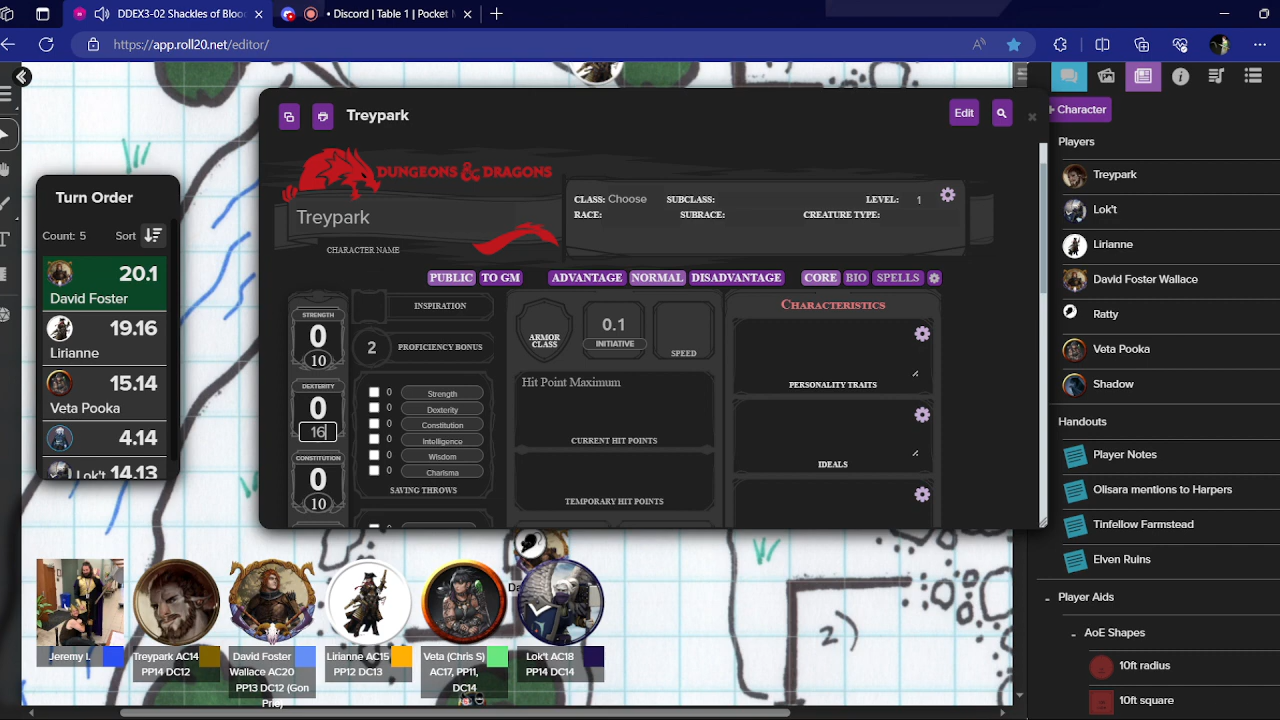 DDEX3-02 Shackles of Bloo
• Discord | Table 1 | Pocket
https://app.roll20.net/editor/
Treypark
Edit
+ Character
Players
Treypark
Lo'kt
Lirianne
David Foster Wallace
Ratty
Veta Pooka
Shadow
Handouts
Player Notes
Olisara mentions to Harpers
Tinfellow Farmstead
Elven Ruins
Player Aids
AoE Shapes
10ft radius
10ft square
Turn Order
Count: 5
Sort
20.1
David Foster
19.16
Lirianne
15.14
Veta Pooka
4.14
Lok't
14.13
DUNGEONS & DRAGONS
Treypark
CHARACTER NAME
CLASS: Choose
SUBCLASS:
LEVEL: 1
RACE:
SUBRACE:
CREATURE TYPE:
PUBLIC
TO GM
ADVANTAGE
NORMAL
DISADVANTAGE
CORE
BIO
SPELLS
STRENGTH
0
10
DEXTERITY
0
16
CONSTITUTION
0
10
INSPIRATION
2
PROFICIENCY BONUS
0 Strength
0 Dexterity
0 Constitution
0 Intelligence
0 Wisdom
0 Charisma
SAVING THROWS
ARMOR
CLASS
0.1
INITIATIVE
SPEED
Hit Point Maximum
CURRENT HIT POINTS
TEMPORARY HIT POINTS
CHARACTERISTICS
PERSONALITY TRAITS
IDEALS
2)
Jeremy I.
Treypark AC14
PP14 DC12
David Foster
Wallace AC20
PP13 DC12 (Gon
Prie)
Lirianne AC15
PP12 DC13
Veta (Chris S)
AC17, PP11,
DC14
Lok't AC18
PP14 DC14